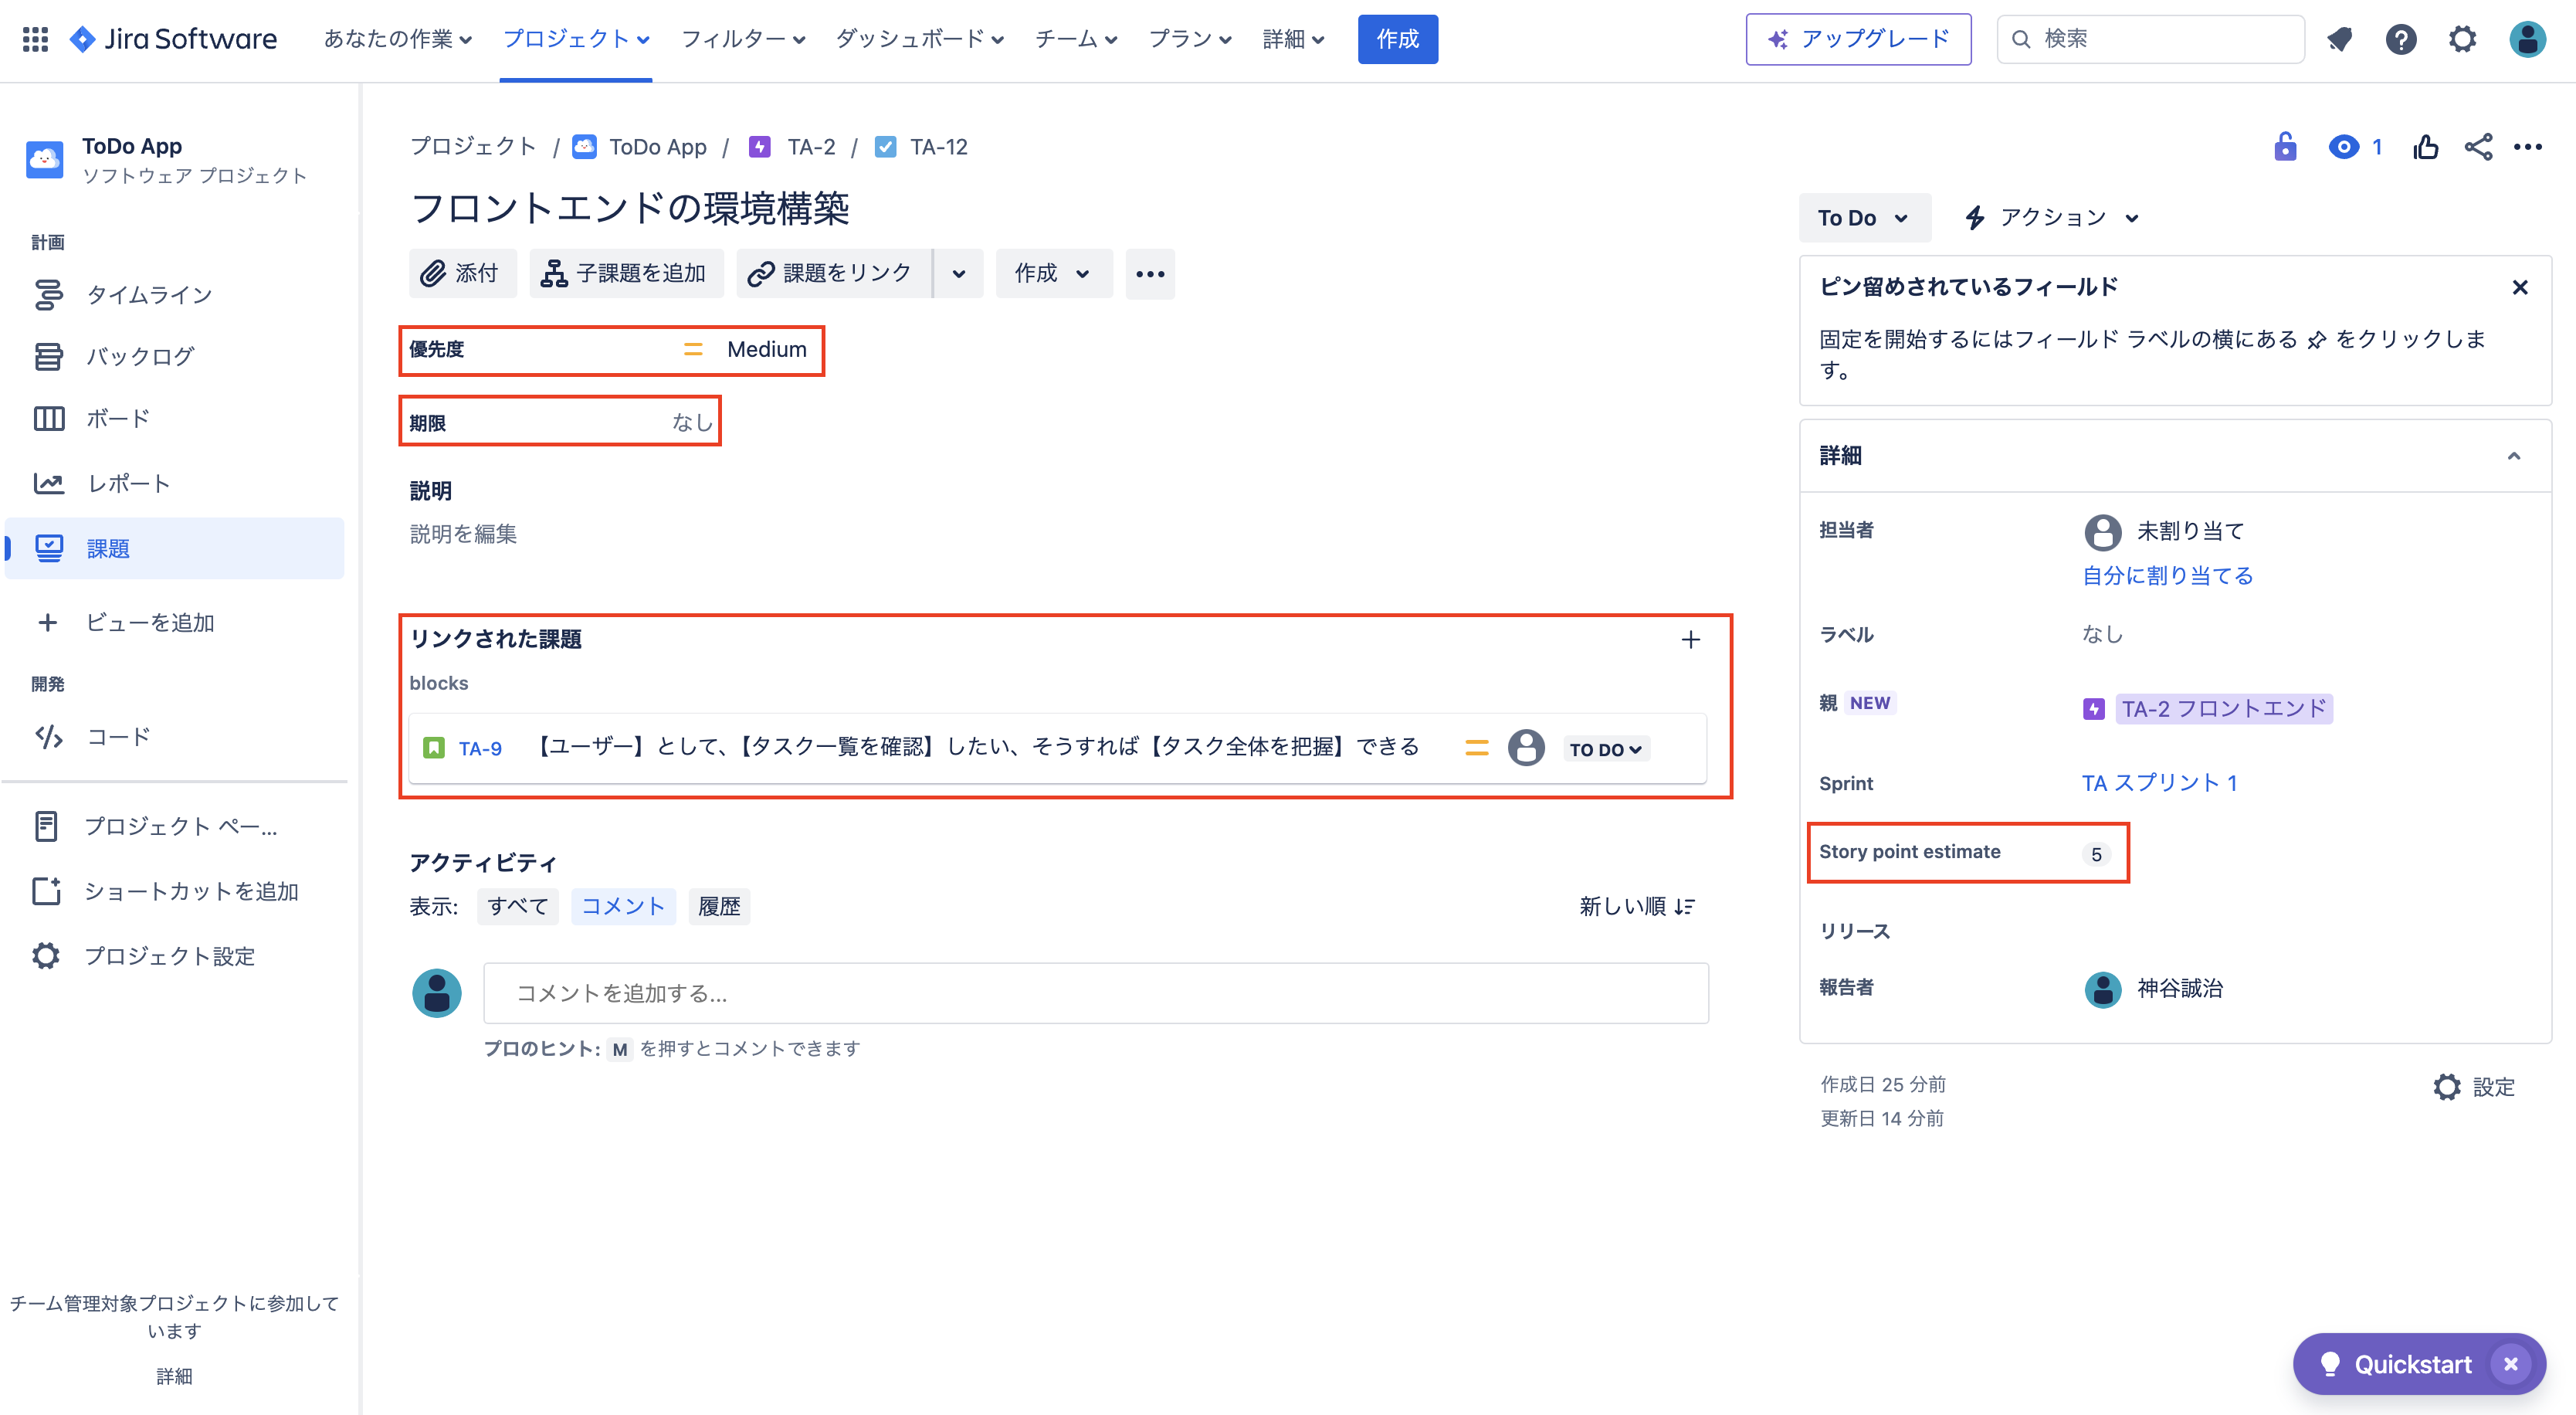 Jira Software
あなたの作業
プロジェクト
フィルター
ダッシュボード
チーム
プラン
詳細
作成
アップグレード
検索
ToDo App
ソフトウェア プロジェクト
計画
タイムライン
バックログ
ボード
レポート
課題
ビューを追加
開発
コード
プロジェクト ペー...
ショートカットを追加
プロジェクト設定
チーム管理対象プロジェクトに参加して
います
詳細
プロジェクト / ToDo App / TA-2 / TA-12
フロントエンドの環境構築
添付
子課題を追加
課題をリンク
作成
優先度 Medium
期限 なし
説明
説明を編集
リンクされた課題
blocks
TA-9 【ユーザー】として、【タスク一覧を確認】したい、そうすれば【タスク全体を把握】できる TO DO
アクティビティ
表示: すべて コメント 履歴 新しい順
コメントを追加する...
プロのヒント: M を押すとコメントできます
1
To Do
アクション
ピン留めされているフィールド
固定を開始するにはフィールド ラベルの横にある をクリックしま
す。
詳細
担当者 未割り当て
自分に割り当てる
ラベル なし
親 NEW TA-2 フロントエンド
Sprint TA スプリント 1
Story point estimate 5
リリース
報告者 神谷誠治
作成日 25 分前
更新日 14 分前
設定
Quickstart